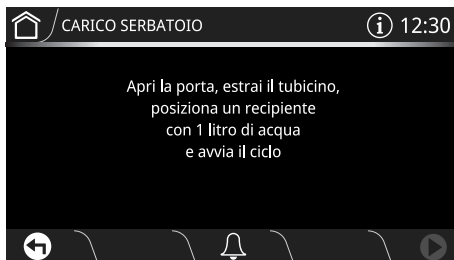 CARICO SERBATOIO
i 12:30
Apri la porta, estrai il tubicino,
posiziona un recipiente
con 1 litro di acqua
e avvia il ciclo